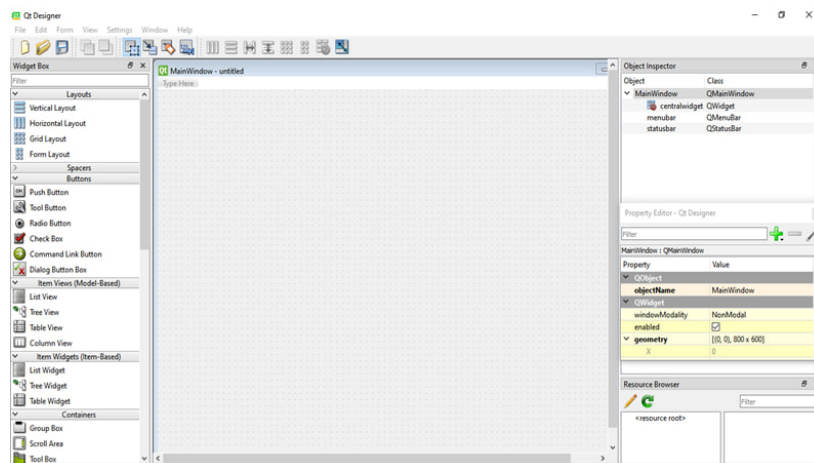 Qt Designer
File Edit Form View Settings Window Help
Widget Box
Filter
Layouts
Vertical Layout
Horizontal Layout
Grid Layout
Form Layout
Spacers
Buttons
Push Button
Tool Button
Radio Button
Check Box
Command Link Button
Dialog Button Box
Item Views (Model-Based)
List View
Tree View
Table View
Column View
Item Widgets (Item-Based)
List Widget
Tree Widget
Table Widget
Containers
Group Box
Scroll Area
Tool Box
MainWindow - untitled
Type Here
Object Inspector
Object Class
MainWindow QMainWindow
centralwidget QWidget
menubar QMenuBar
statusbar QStatusBar
Property Editor - Qt Designer
Filter
MainWindow : QMainWindow
Property Value
QObject
objectName MainWindow
QWidget
windowModality NonModal
enabled
geometry [(0, 0), 800 x 600]
X 0
Resource Browser
Filter
<resource root>